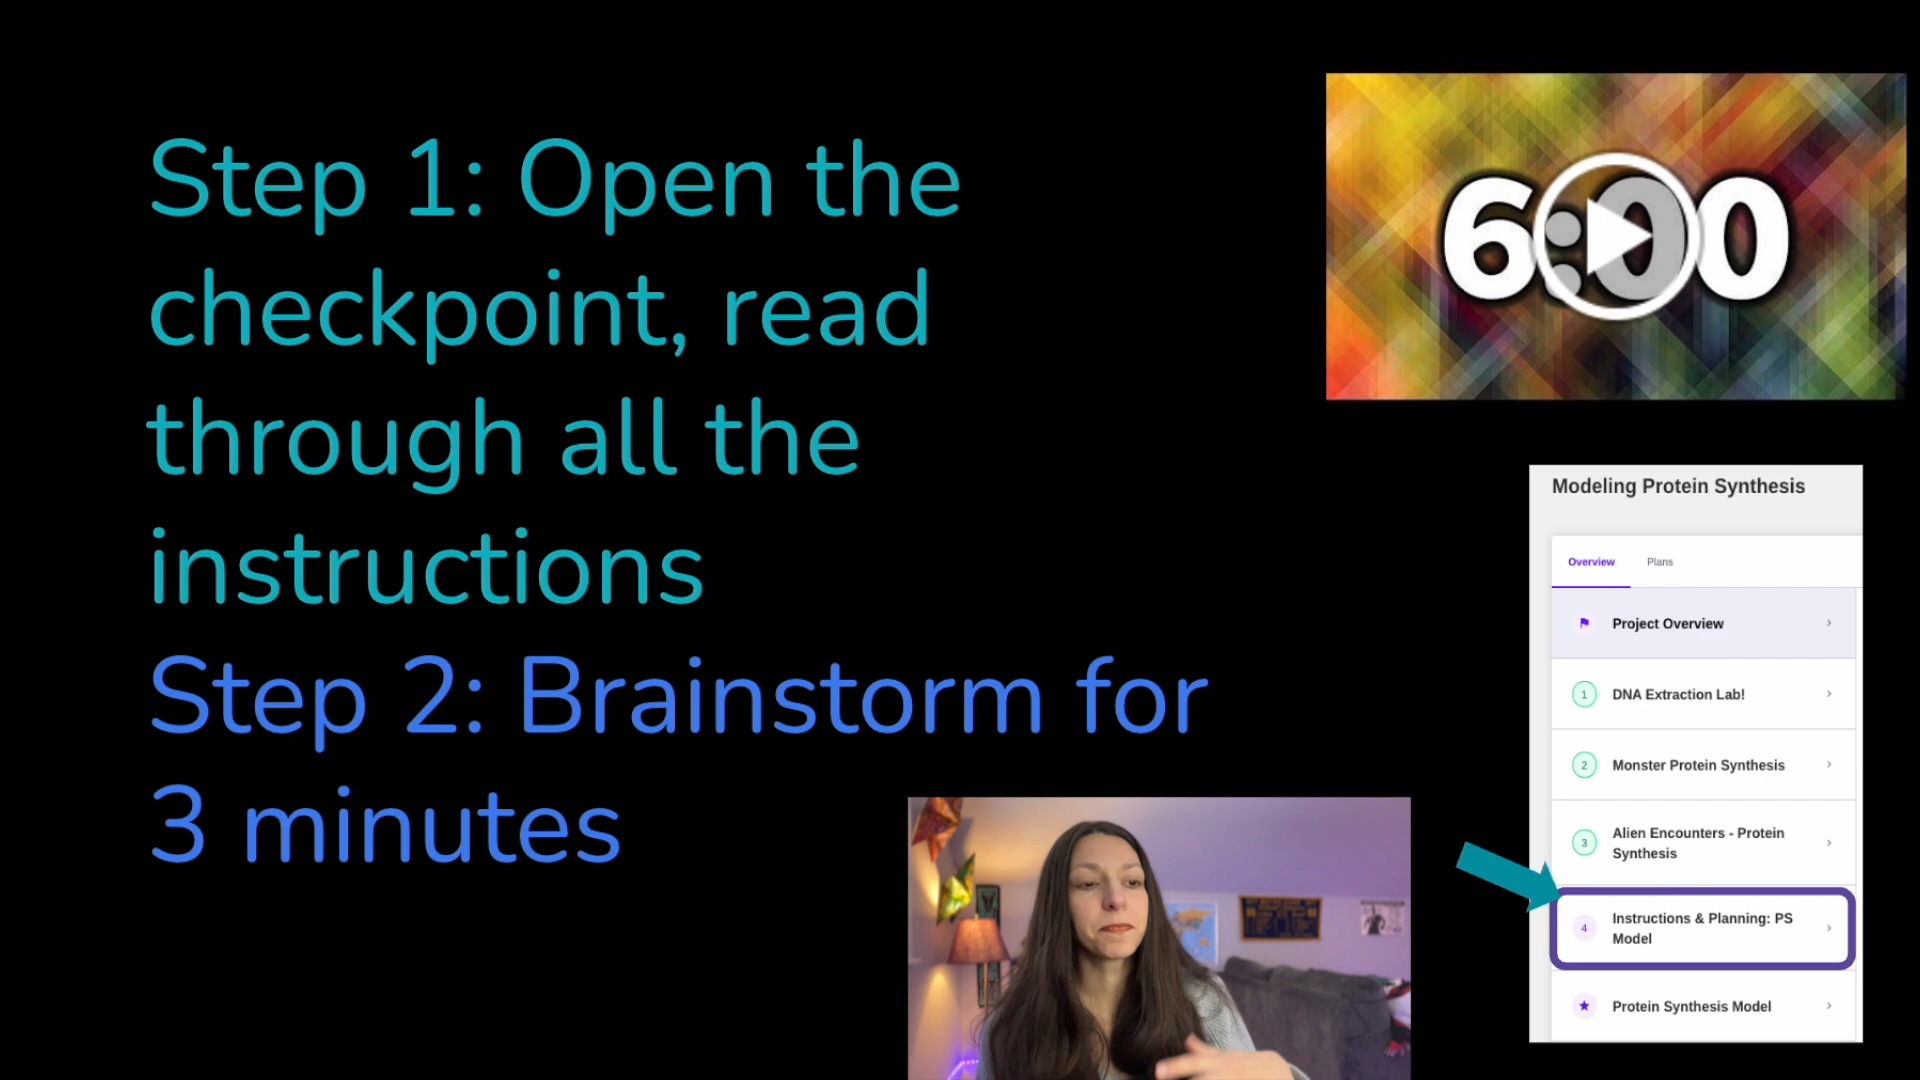 Step 1: Open the
checkpoint, read
through all the
instructions
Step 2: Brainstorm for
3 minutes
6:00
Modeling Protein Synthesis
Overview Plans
Project Overview
1 DNA Extraction Lab!
2 Monster Protein Synthesis
3 Alien Encounters - Protein
Synthesis
4 Instructions & Planning: PS
Model
Protein Synthesis Model